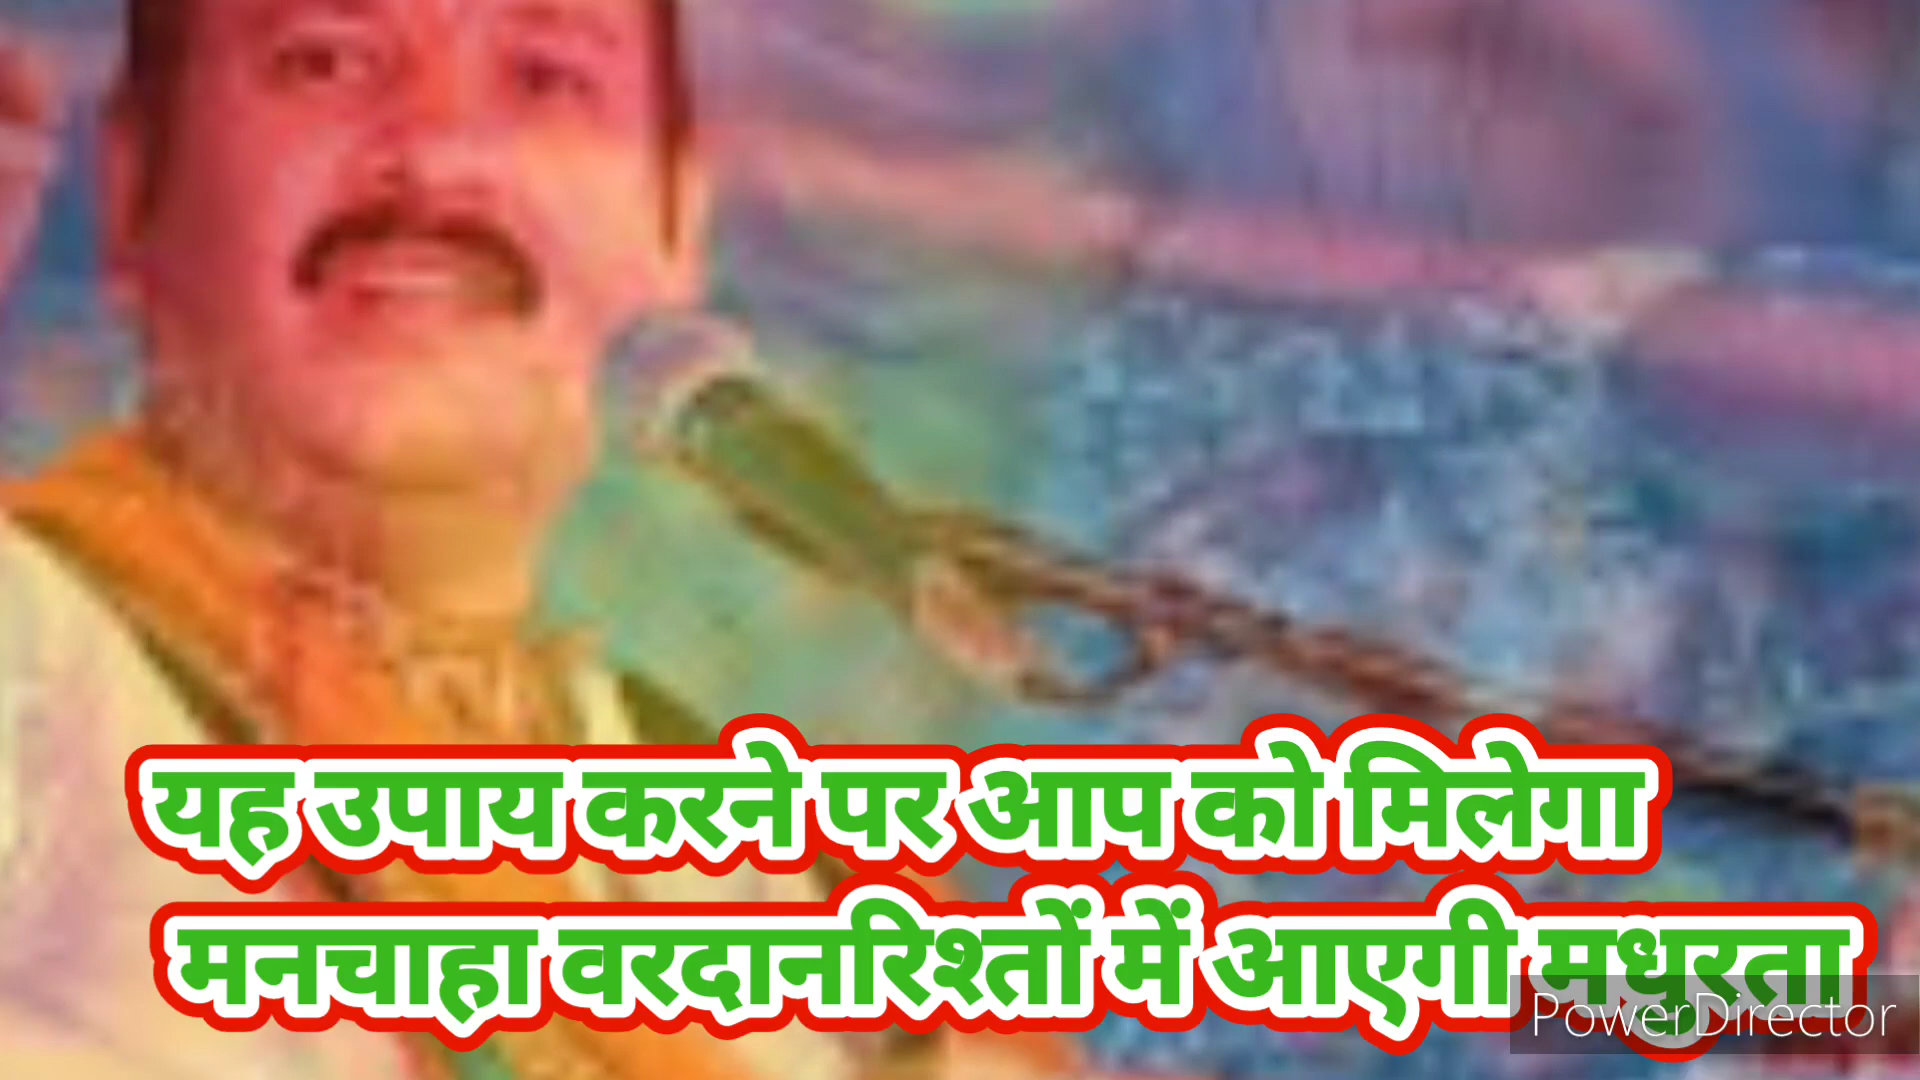 यह उपाय करने पर आप को मिलेगा
मनचाहा वरदानरिश्तों में आएगी मधुरता
PowerDirector